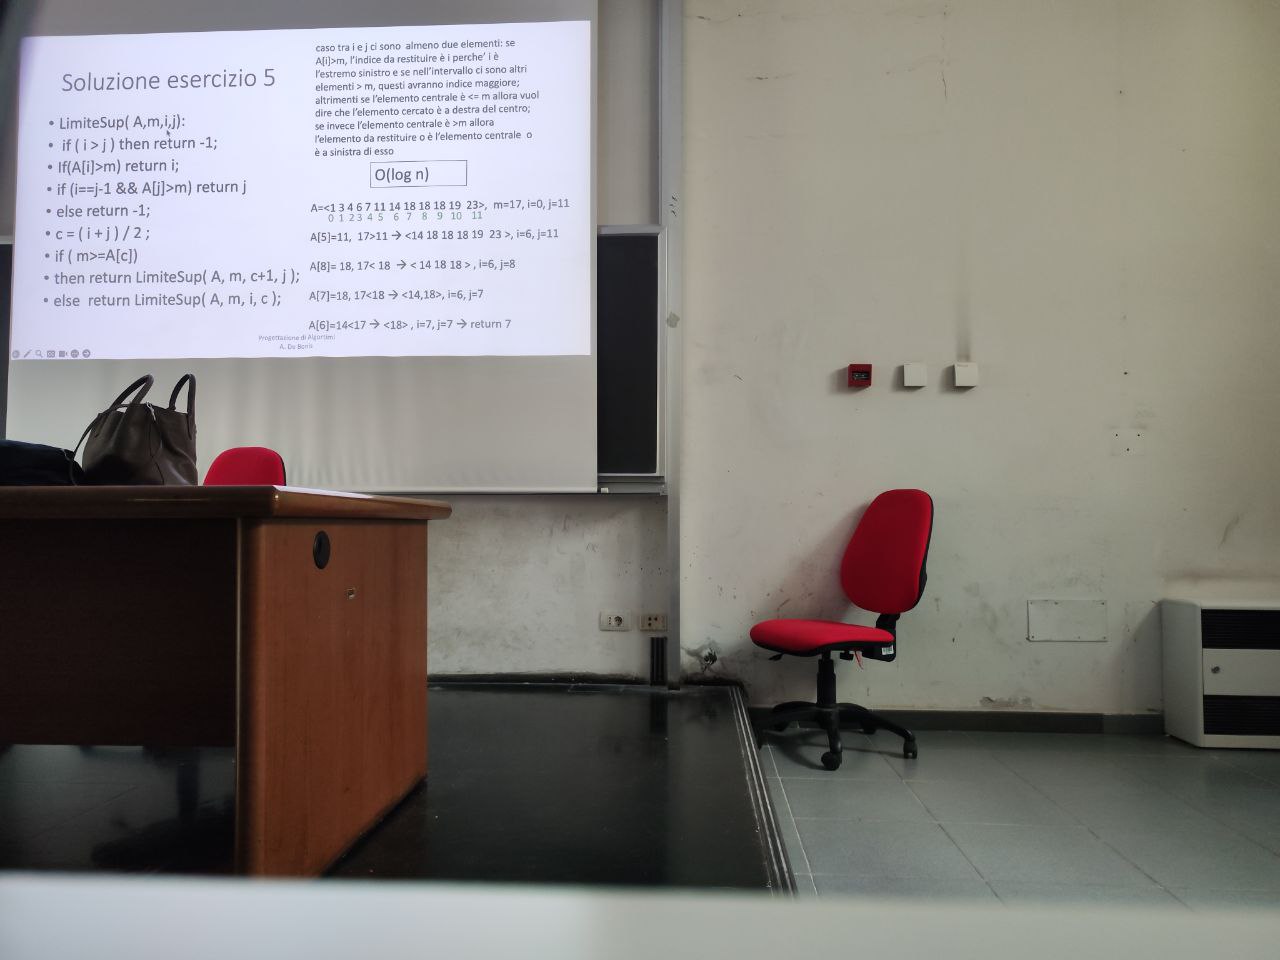 Soluzione esercizio 5
• LimiteSup( A,m,i,j):
• if ( i > j ) then return -1;
• If(A[i]>m) return i;
• if (i==j-1 && A[j]>m) return j
• else return -1;
• c = ( i + j ) / 2 ;
• if ( m>=A[c])
• then return LimiteSup( A, m, c+1, j );
• else return LimiteSup( A, m, i, c );
caso tra i e j ci sono almeno due elementi: se
A[i]>m, l'indice da restituire è i perche' i è
l'estremo sinistro e se nell'intervallo ci sono altri
elementi > m, questi avranno indice maggiore;
altrimenti se l'elemento centrale è <= m allora vuol
dire che l'elemento cercato è a destra del centro;
se invece l'elemento centrale è >m allora
l'elemento da restituire o è l'elemento centrale o
è a sinistra di esso
O(log n)
A=<1 3 4 6 7 11 14 18 18 18 19 23>, m=17, i=0, j=11
0 1 2 3 4 5 6 7 8 9 10 11
A[5]=11, 17>11 → <14 18 18 18 19 23 >, i=6, j=11
A[8]= 18, 17< 18 → < 14 18 18 > , i=6, j=8
A[7]=18, 17<18 → <14,18>, i=6, j=7
A[6]=14<17 → <18> , i=7, j=7 → return 7
Progettazione di Algoritmi
A. De Bonis